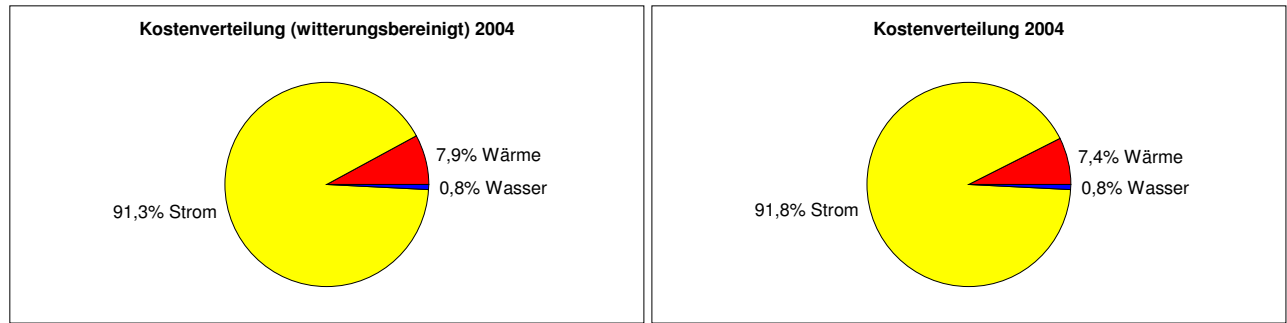 Kostenverteilung (witterungsbereinigt) 2004
7,9% Wärme
0,8% Wasser
91,3% Strom
Kostenverteilung 2004
7,4% Wärme
0,8% Wasser
91,8% Strom